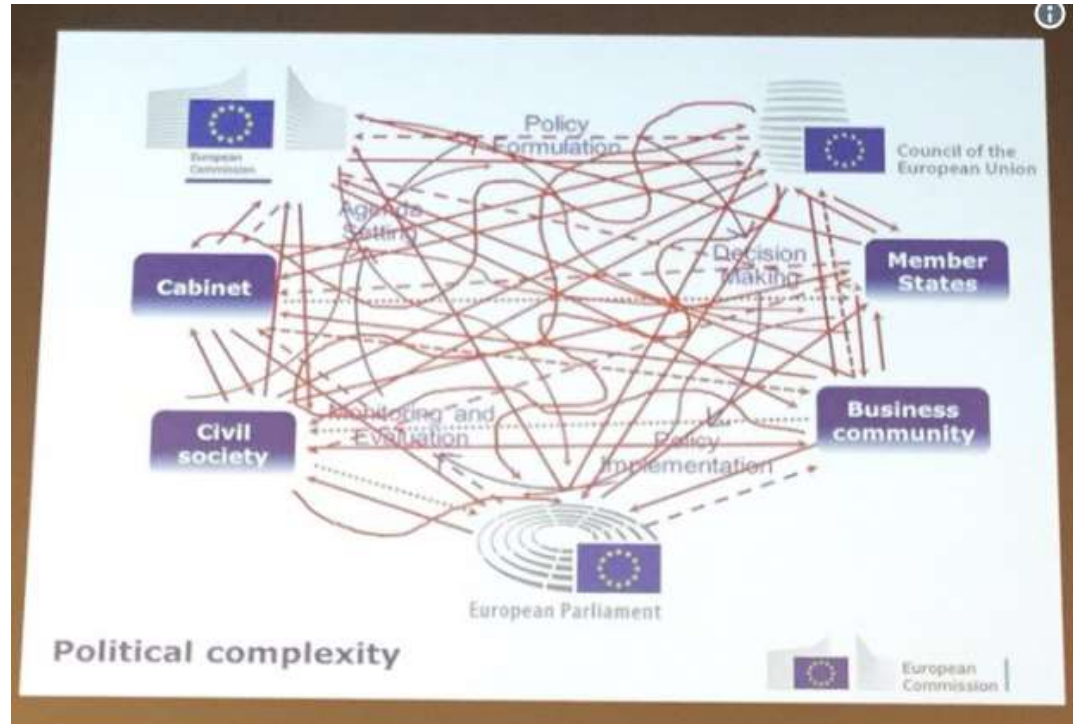 European
Commission
Policy
Formulation
Council of the
European Union
Agenda
Setting
Decision
Making
Cabinet
Member
States
Civil
society
Monitoring and
Evaluation
Policy
Implementation
Business
community
European Parliament
Political complexity
European
Commission